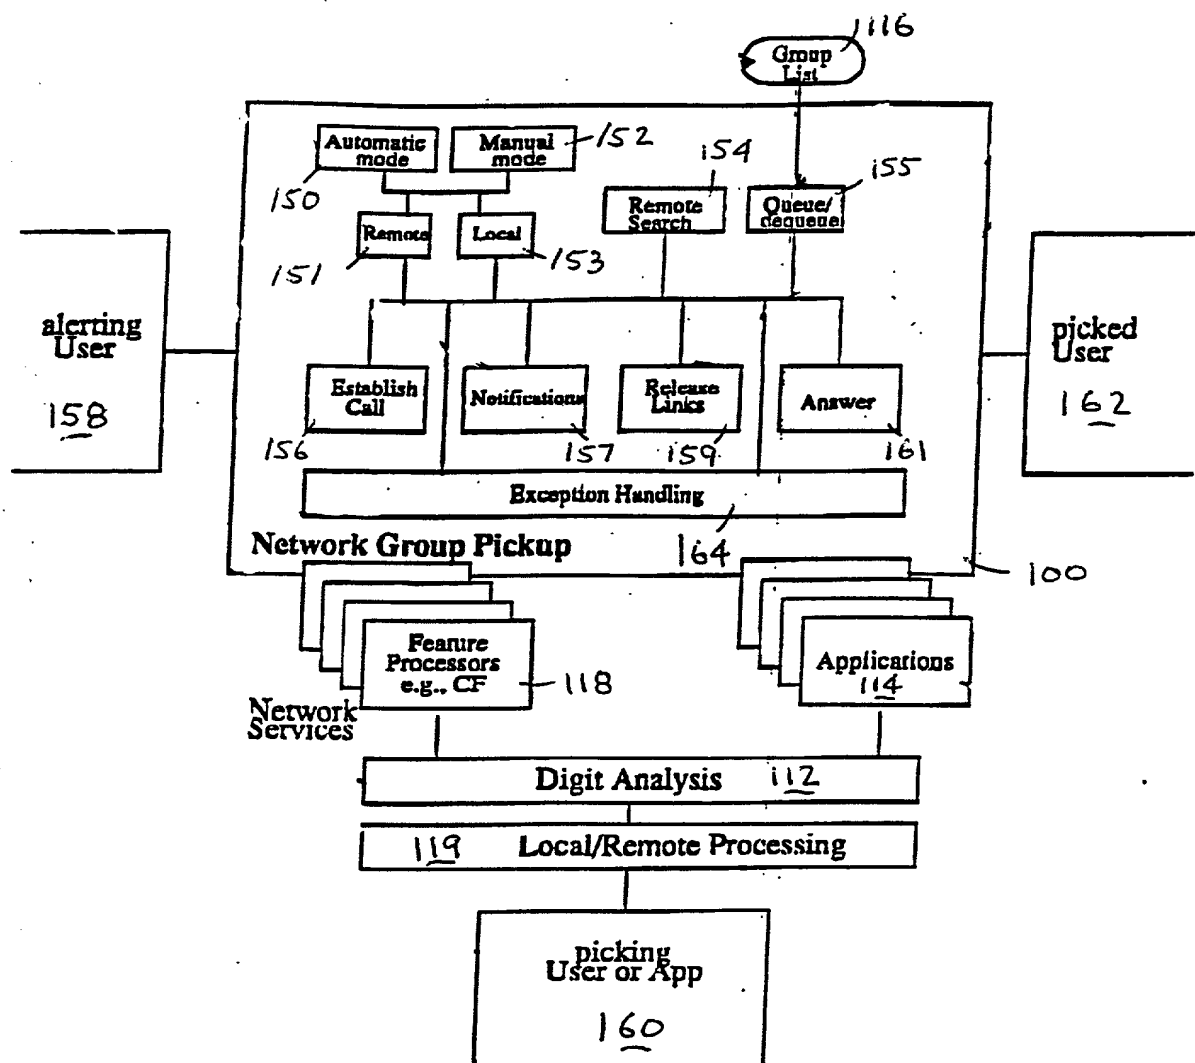 1116
Group
List
Automatic
mode
Manual
mode
152
154
155
150
Remote
Search
Queue/
dequeue
Remote
Local
151
153
alerting
User
158
picked
User
162
Establish
Call
Notifications
Release
Links
Answer
156
157
159
161
Exception Handling
Network Group Pickup
164
100
Feature
Processors
e.g., CF
118
Applications
114
Network
Services
Digit Analysis 112
119 Local/Remote Processing
picking
User or App
160